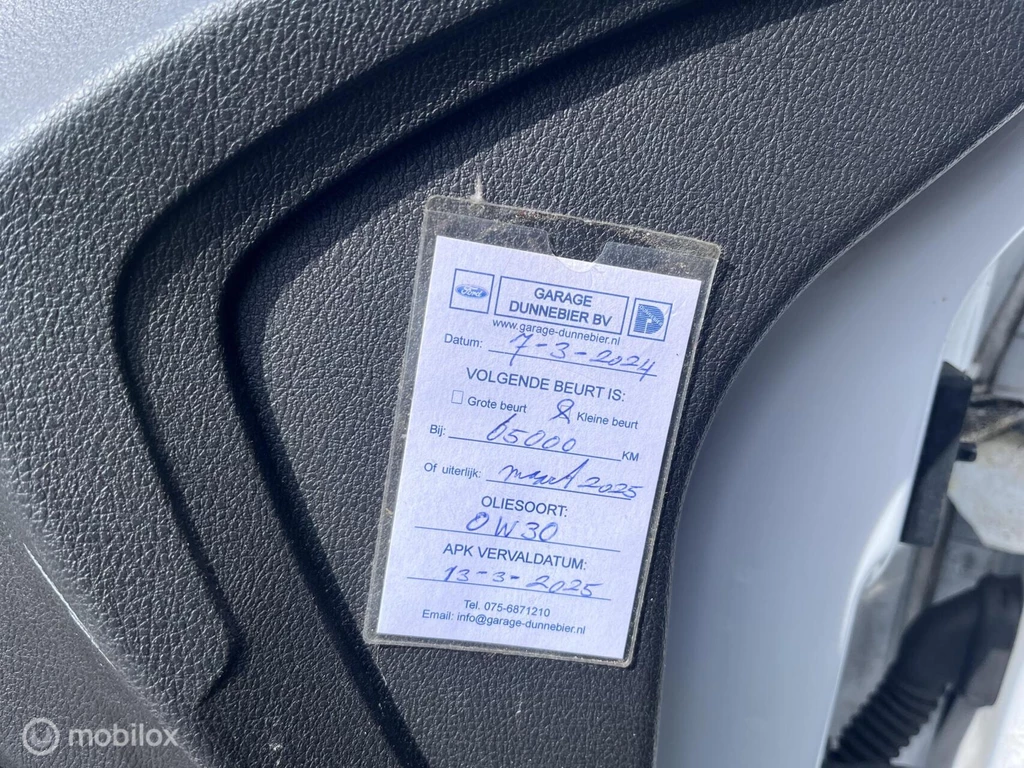 Ford
GARAGE
DUNNEBIER BV
www.garage-dunnebier.nl
Datum: 7-3-2024
VOLGENDE BEURT IS:
Grote beurt Kleine beurt
Bij: 65000 KM
Of uiterlijk: maart 2025
OLIESOORT:
0W30
APK VERVALDATUM:
13-3-2025
Tel. 075-6871210
Email: info@garage-dunnebier.nl
mobilox